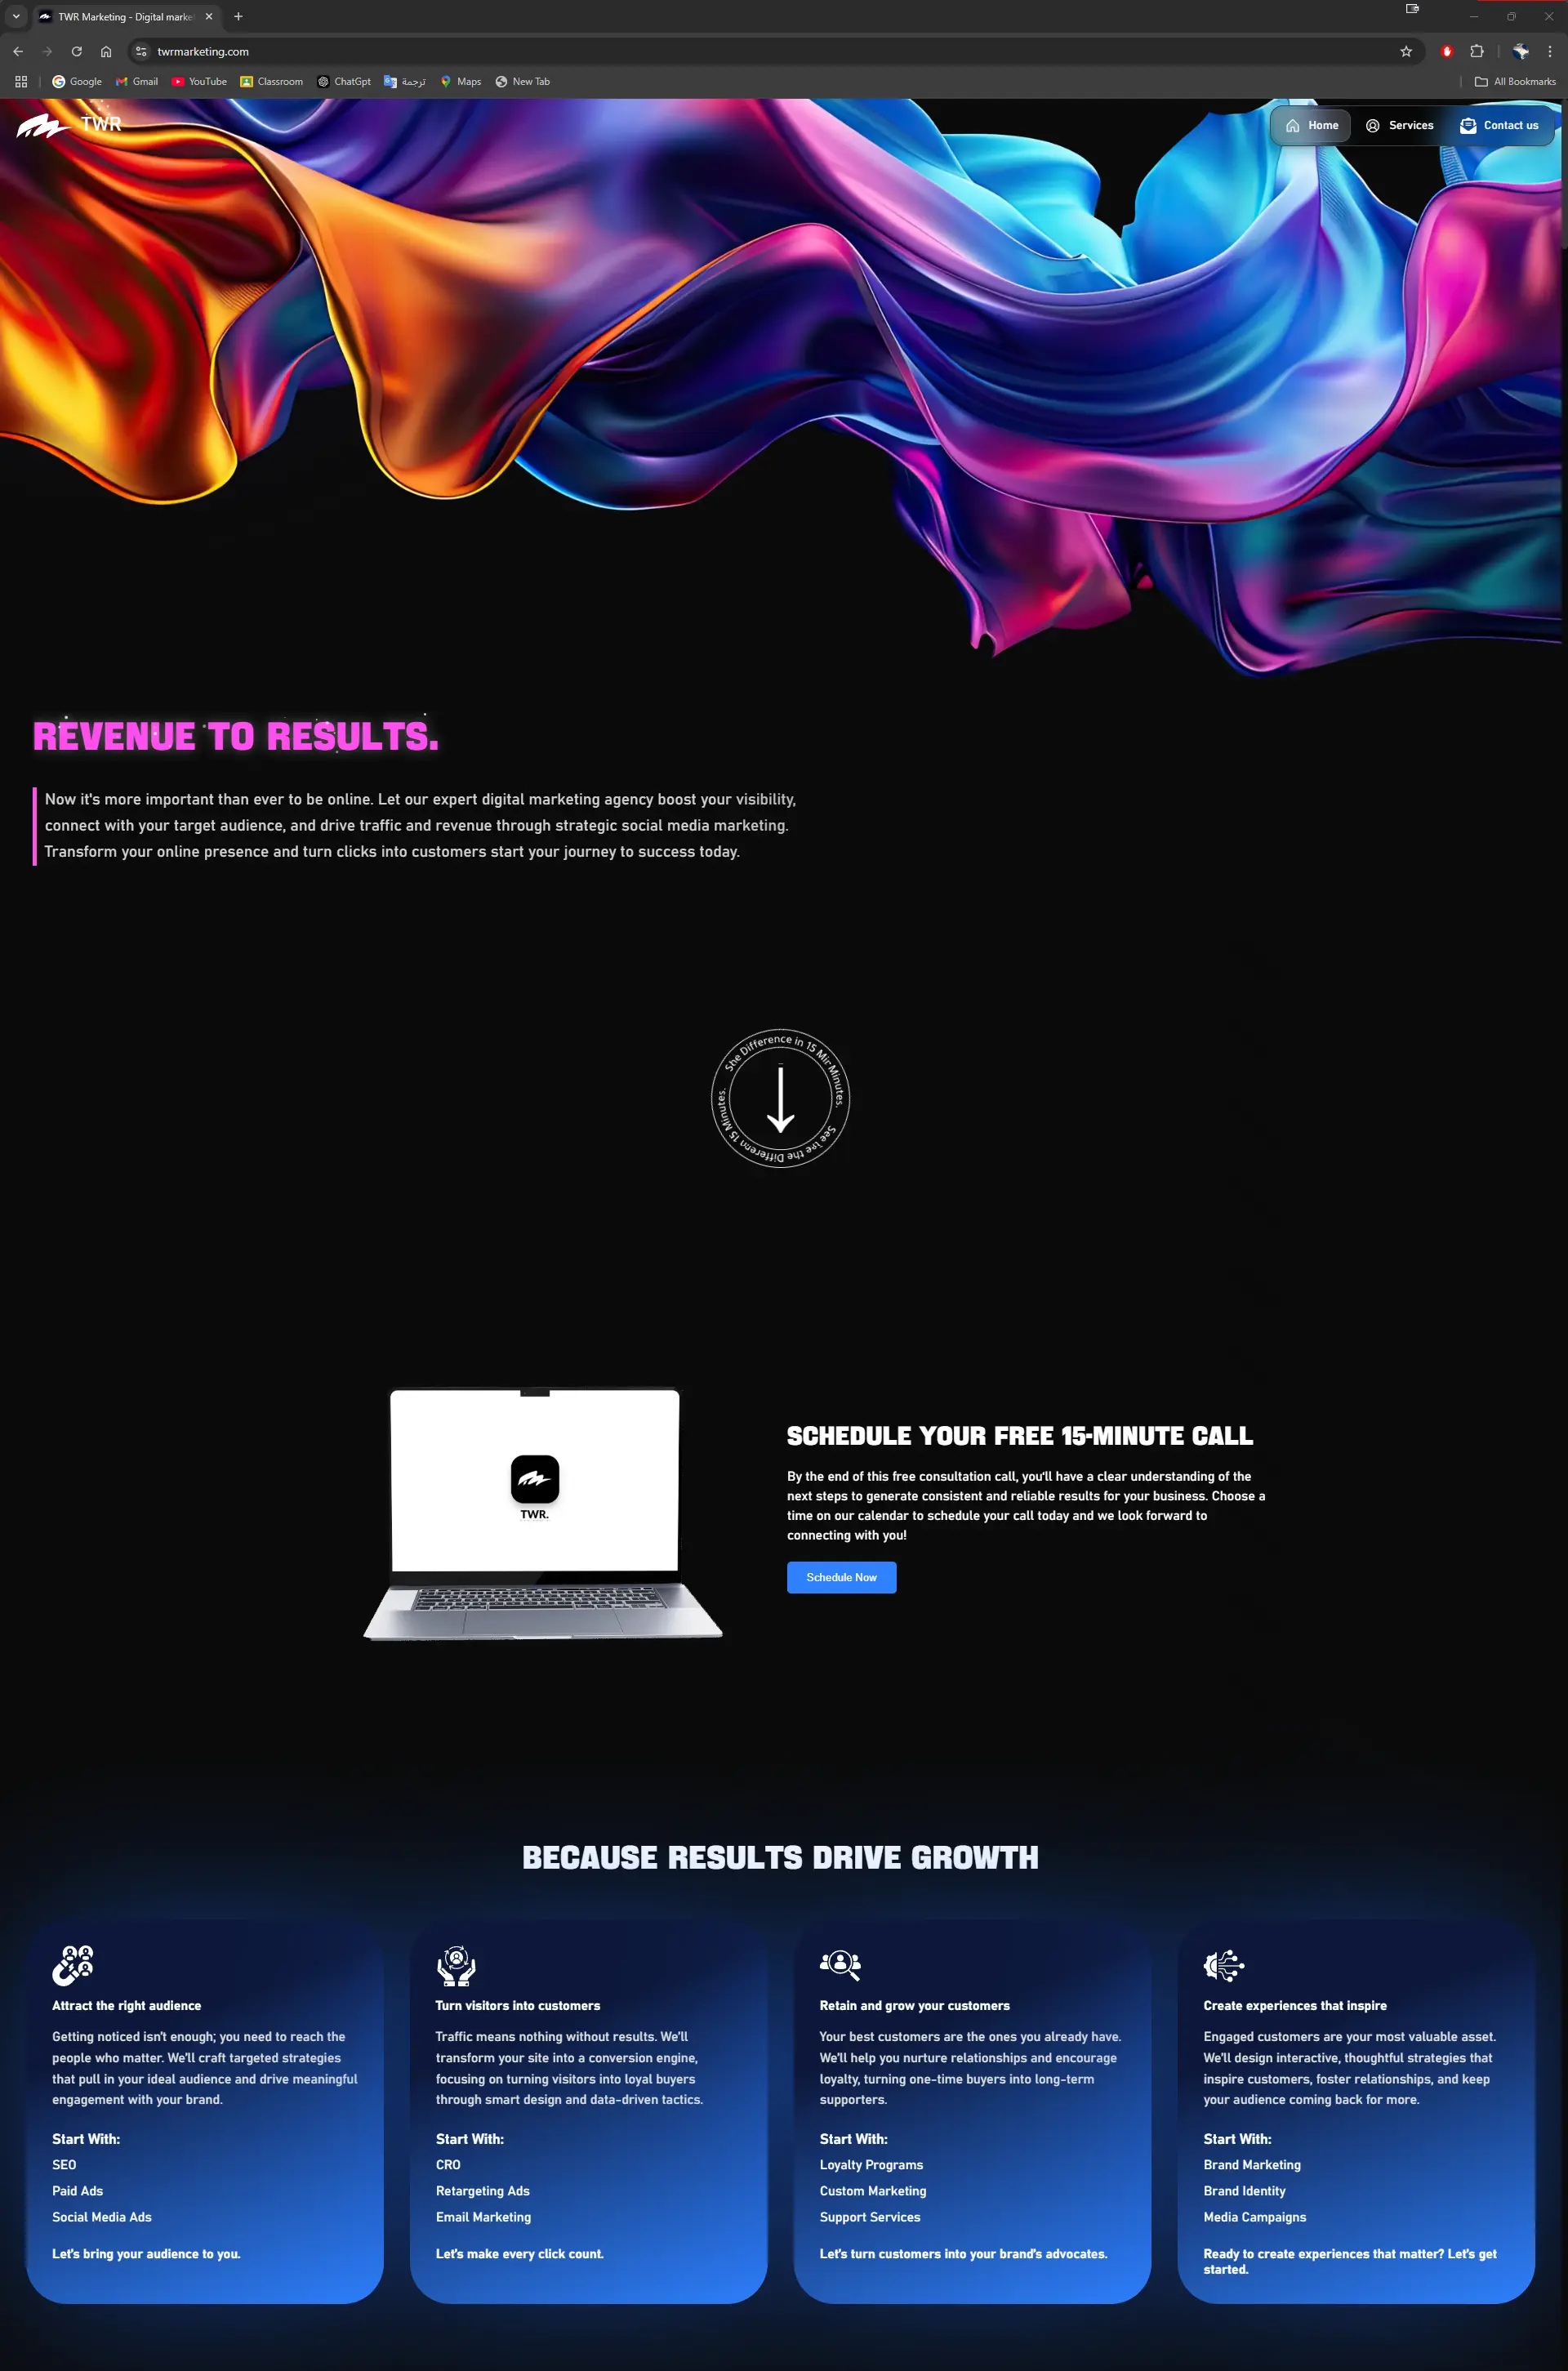 TWR Marketing - Digital marke
twrmarketing.com
Google
Gmail
YouTube
Classroom
ChatGpt
ترجمة
Maps
New Tab
All Bookmarks
TWR
Home
Services
Contact us
REVENUE TO RESULTS.
Now it's more important than ever to be online. Let our expert digital marketing agency boost your visibility,
connect with your target audience, and drive traffic and revenue through strategic social media marketing.
Transform your online presence and turn clicks into customers start your journey to success today.
She Difference in 15 Mir Minutes.
See the Differen 15 Minutes.
TWR.
SCHEDULE YOUR FREE 15-MINUTE CALL
By the end of this free consultation call, you'll have a clear understanding of the
next steps to generate consistent and reliable results for your business. Choose a
time on our calendar to schedule your call today and we look forward to
connecting with you!
Schedule Now
BECAUSE RESULTS DRIVE GROWTH
Attract the right audience
Getting noticed isn't enough; you need to reach the
people who matter. We'll craft targeted strategies
that pull in your ideal audience and drive meaningful
engagement with your brand.
Start With:
SEO
Paid Ads
Social Media Ads
Let's bring your audience to you.
Turn visitors into customers
Traffic means nothing without results. We'll
transform your site into a conversion engine,
focusing on turning visitors into loyal buyers
through smart design and data-driven tactics.
Start With:
CRO
Retargeting Ads
Email Marketing
Let's make every click count.
Retain and grow your customers
Your best customers are the ones you already have.
We'll help you nurture relationships and encourage
loyalty, turning one-time buyers into long-term
supporters.
Start With:
Loyalty Programs
Custom Marketing
Support Services
Let's turn customers into your brand's advocates.
Create experiences that inspire
Engaged customers are your most valuable asset.
We'll design interactive, thoughtful strategies that
inspire customers, foster relationships, and keep
your audience coming back for more.
Start With:
Brand Marketing
Brand Identity
Media Campaigns
Ready to create experiences that matter? Let's get
started.